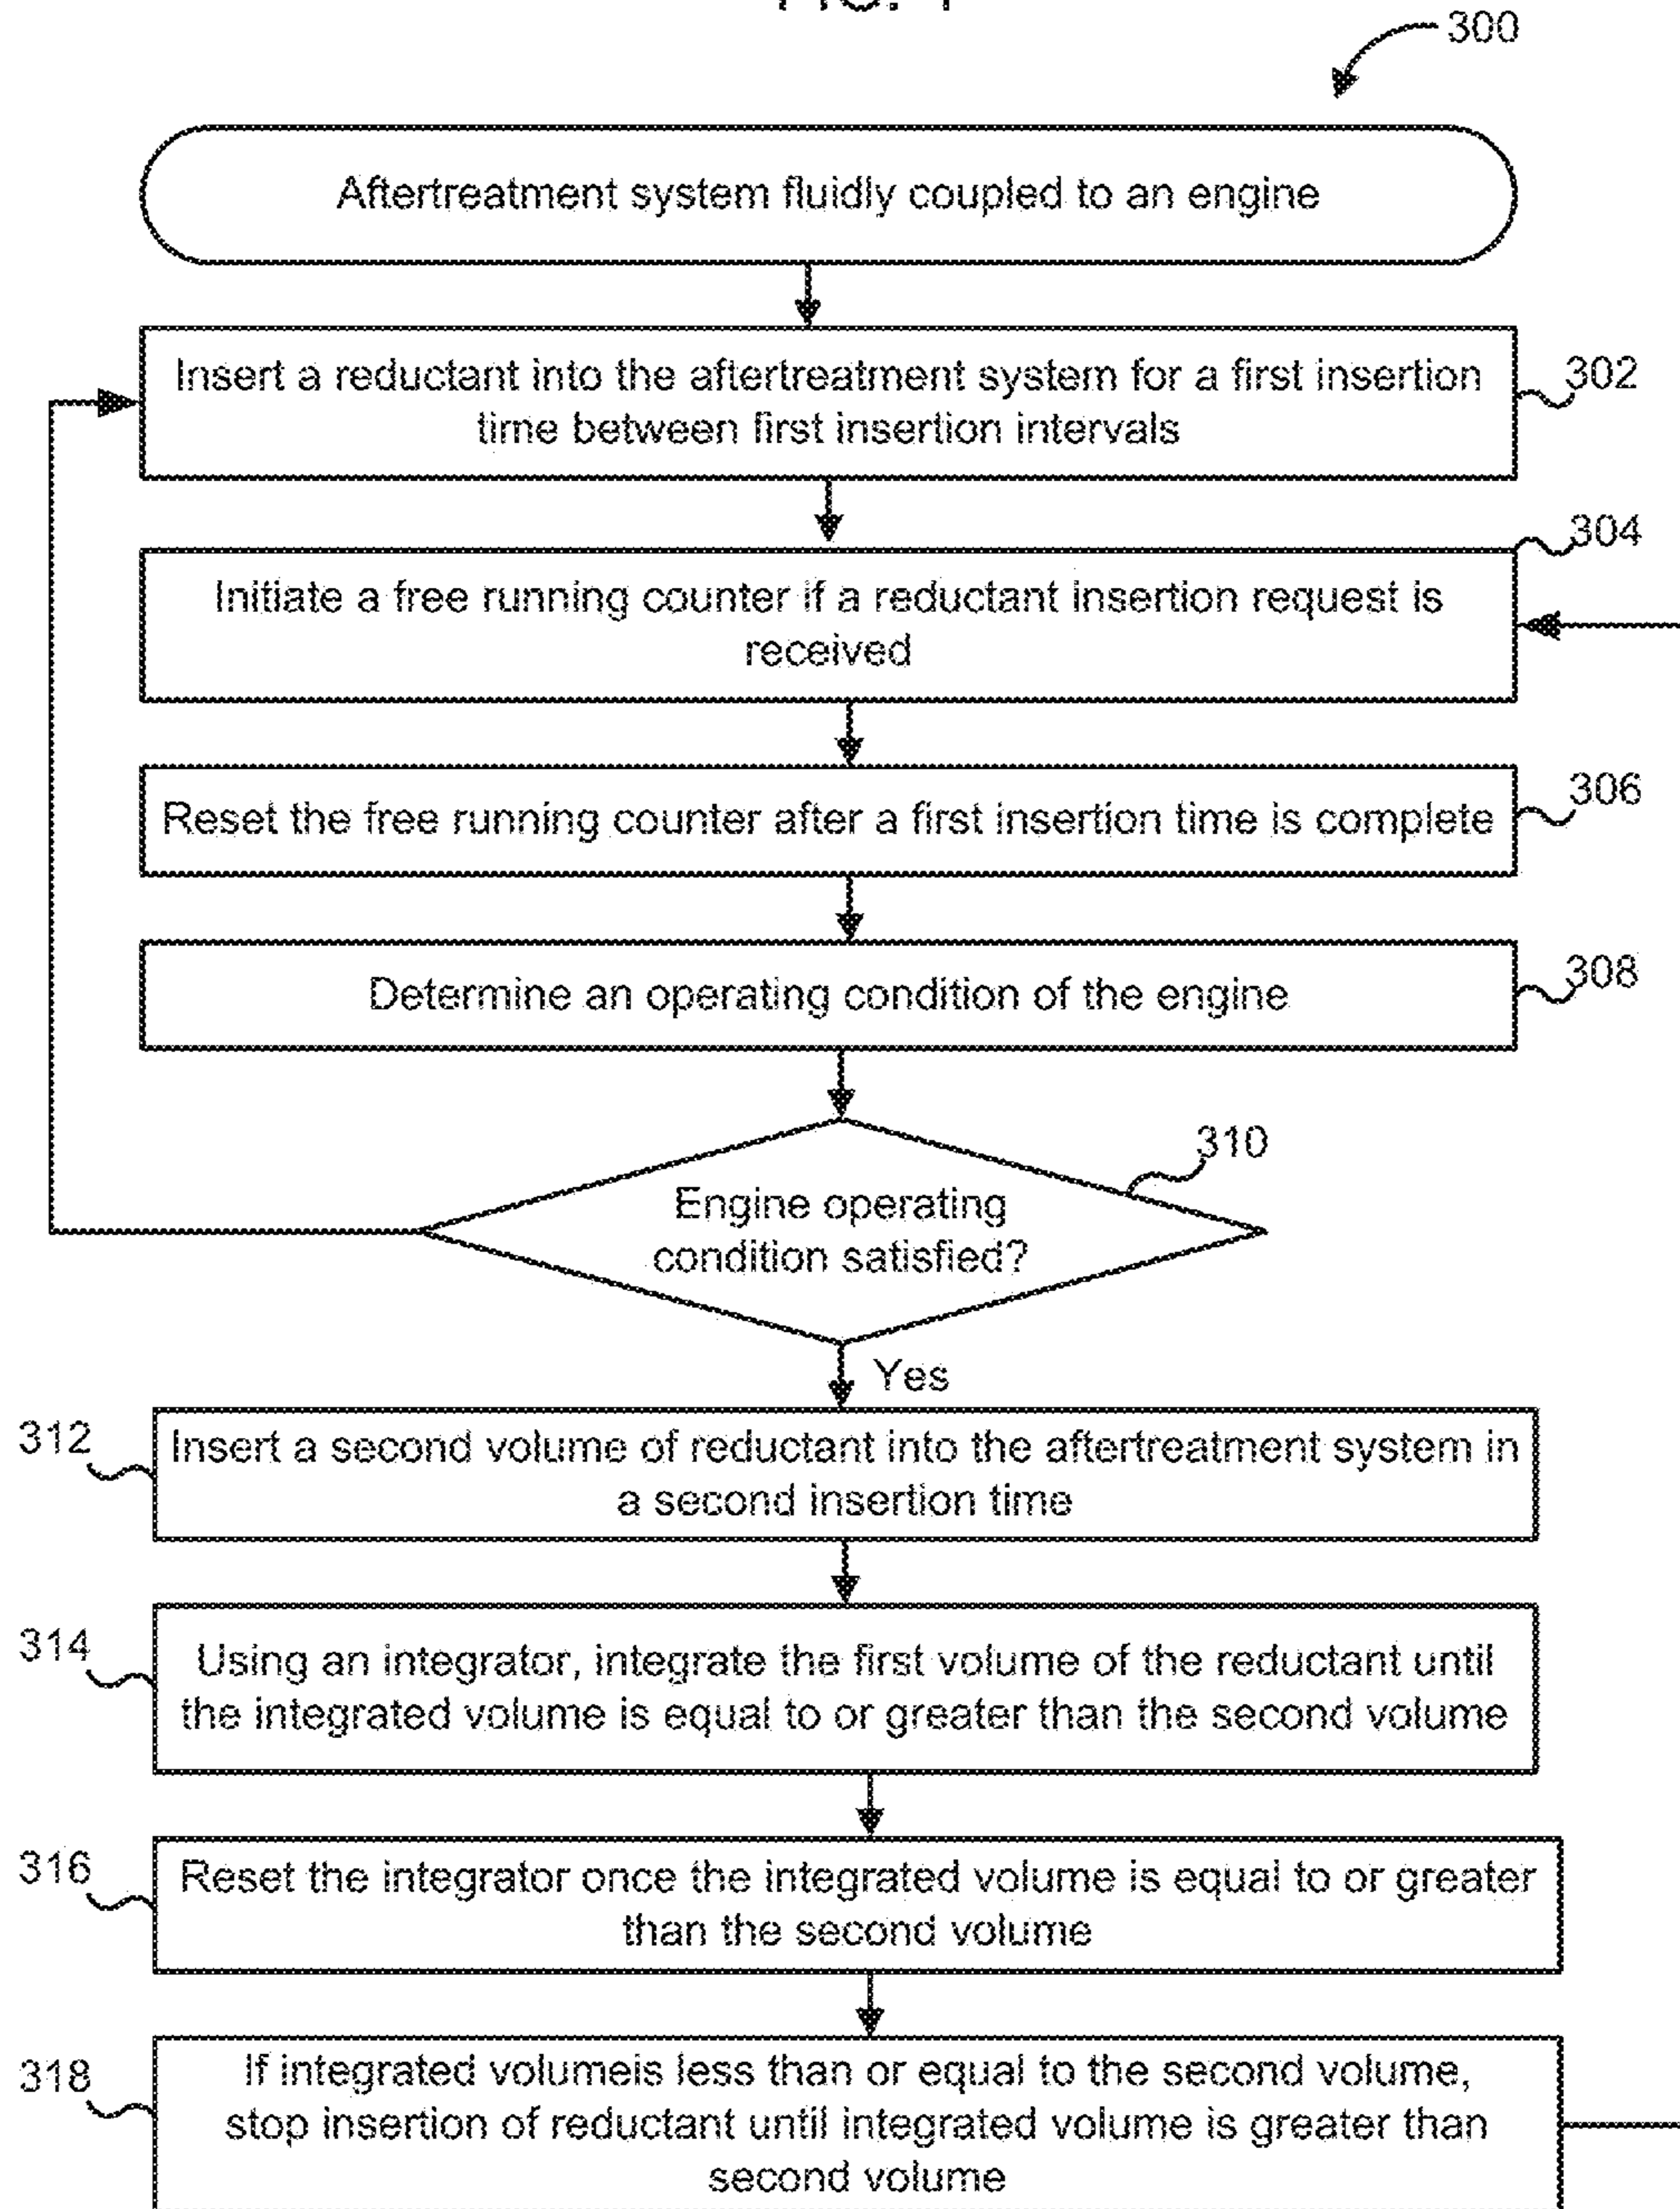 300
Aftertreatment system fluidly coupled to an engine
Insert a reductant into the aftertreatment system for a first insertion
time between first insertion intervals
302
304
Initiate a free running counter if a reductant insertion request is
received
Reset the free running counter after a first insertion time is complete
306
Determine an operating condition of the engine
308
310
Engine operating
condition satisfied?
Yes
312
Insert a second volume of reductant into the aftertreatment system in
a second insertion time
314
Using an integrator, integrate the first volume of the reductant until
the integrated volume is equal to or greater than the second volume
316
Reset the integrator once the integrated volume is equal to or greater
than the second volume
318
If integrated volumeis less than or equal to the second volume,
stop insertion of reductant until integrated volume is greater than
second volume